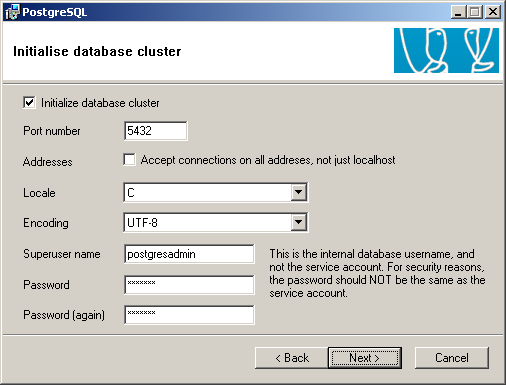 PostgreSQL
Initialise database cluster
Initialize database cluster
Port number 5432
Addresses Accept connections on all addreses, not just localhost
Locale C
Encoding UTF-8
Superuser name postgresadmin
This is the internal database username, and
not the service account. For security reasons,
the password should NOT be the same as the
service account.
Password *******
Password (again) *******
< Back Next > Cancel